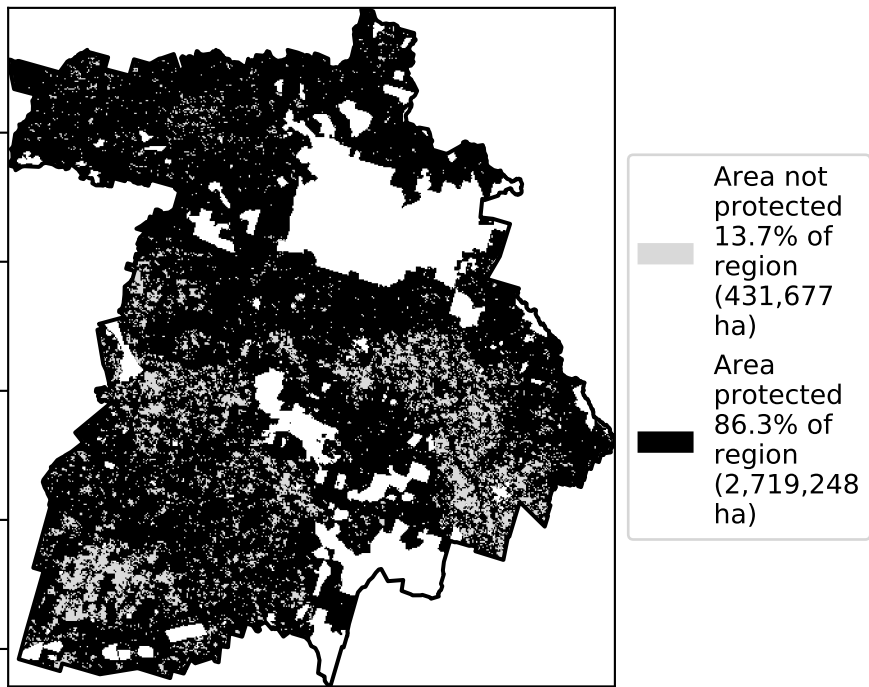 Area not
protected
13.7% of
region
(431,677
ha)
Area
protected
86.3% of
region
(2,719,248
ha)